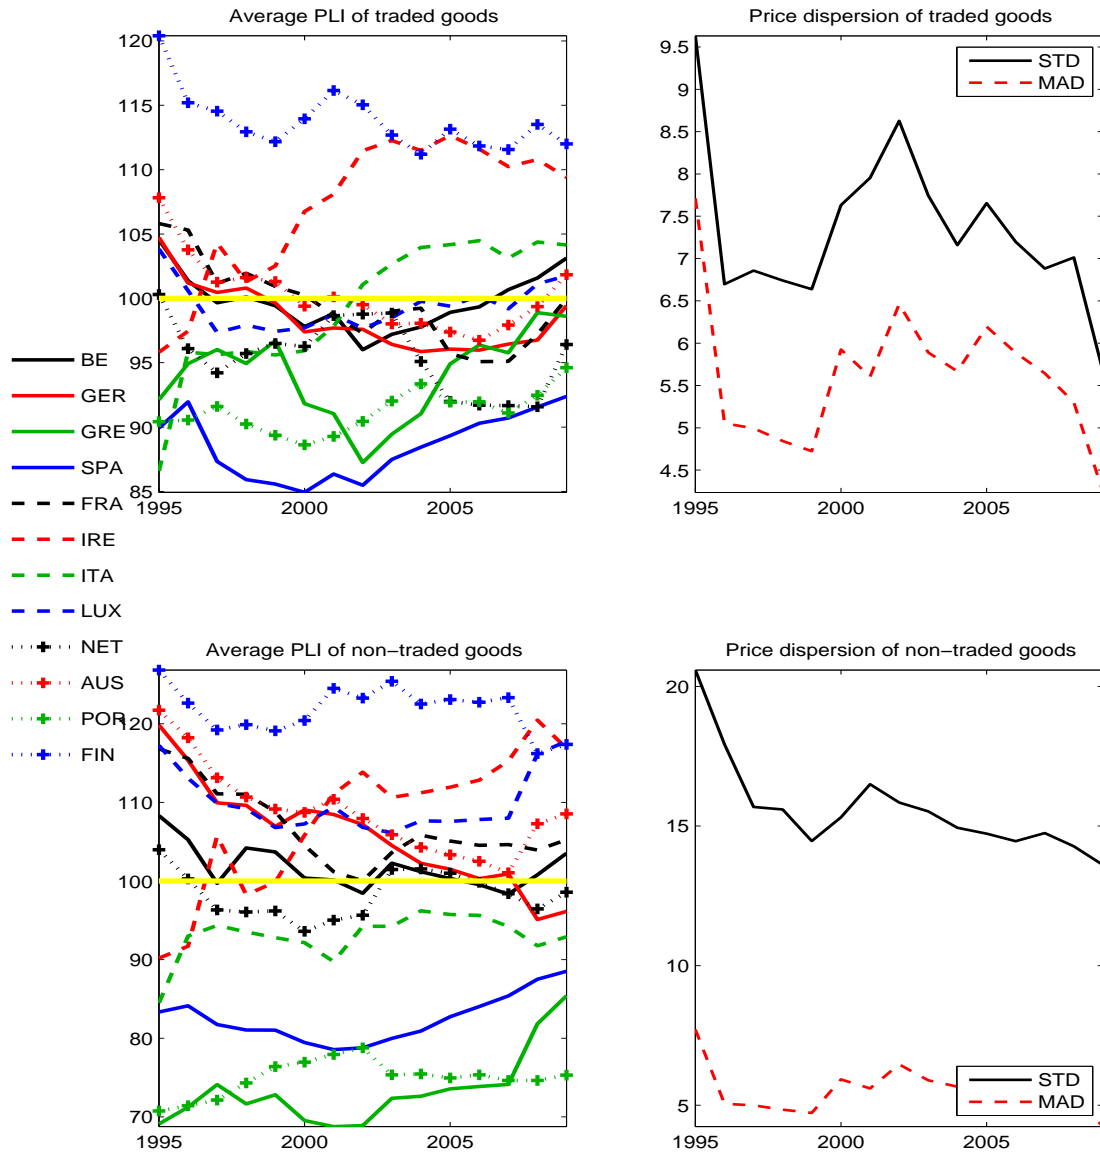 Average PLI of traded goods
120
115
110
105
100
95
90
85
1995
2000
2005
Price dispersion of traded goods
9.5
9
8.5
8
7.5
7
6.5
6
5.5
5
4.5
1995
2000
2005
STD
MAD
BE
GER
GRE
SPA
FRA
IRE
ITA
LUX
NET
AUS
POR
FIN
Average PLI of non−traded goods
120
110
100
90
80
70
1995
2000
2005
Price dispersion of non−traded goods
20
15
10
5
1995
2000
2005
STD
MAD